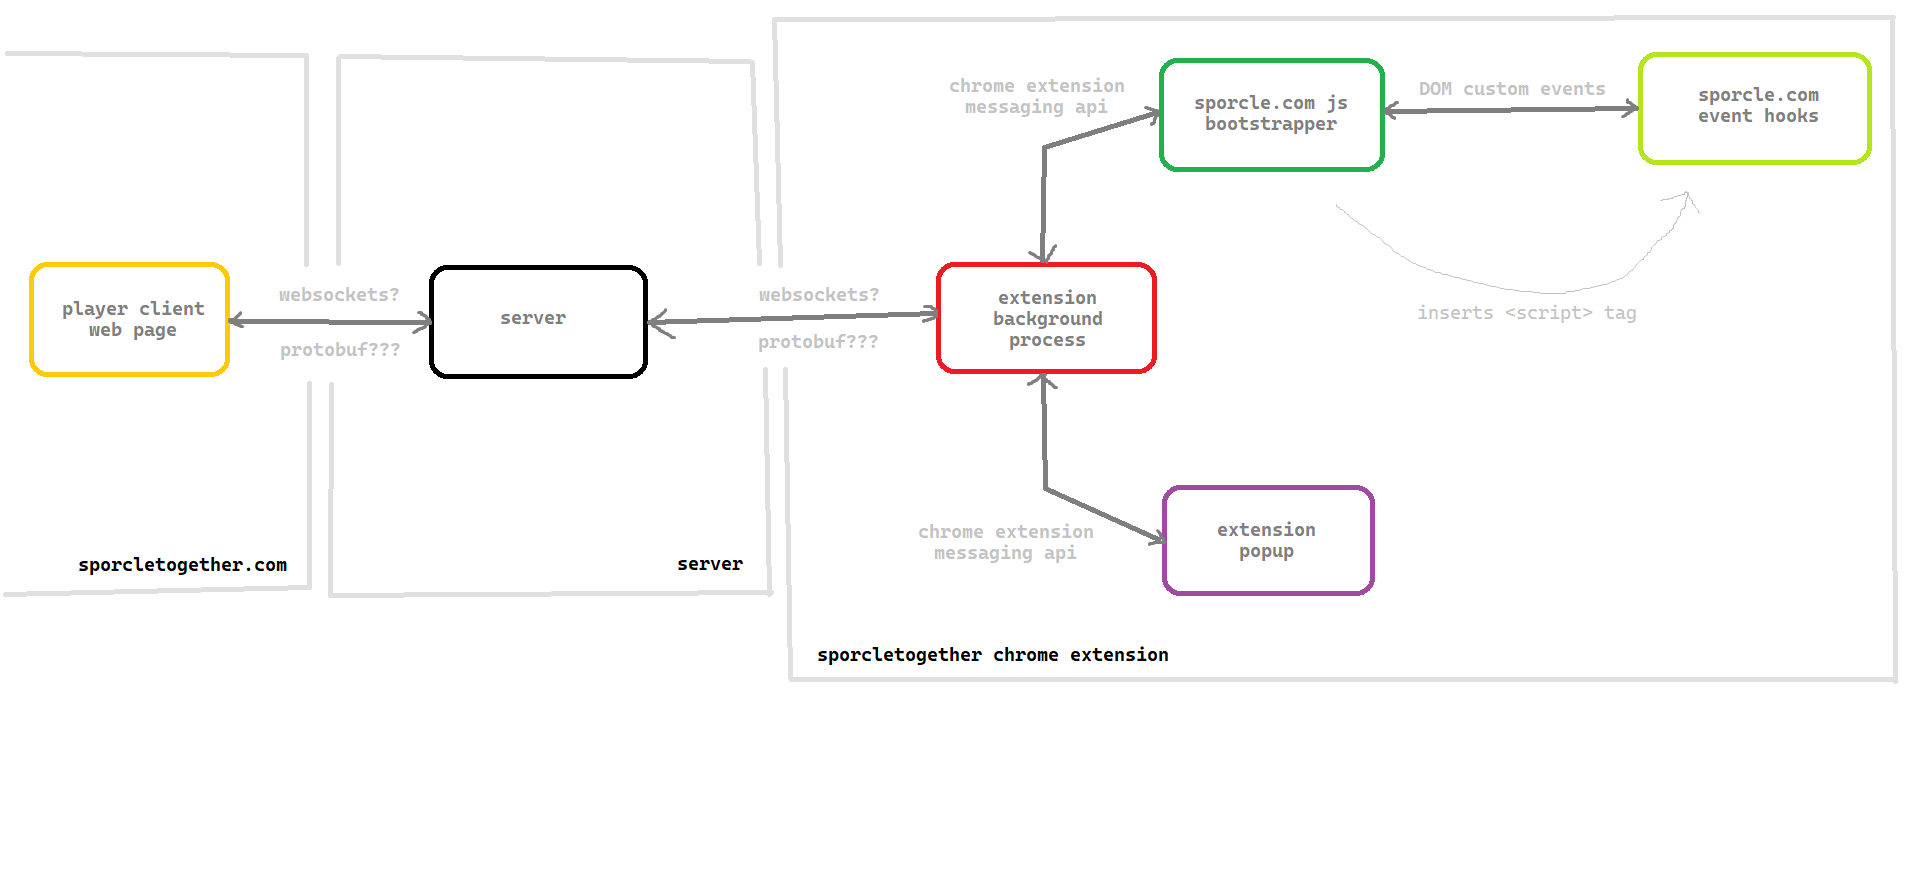 chrome extension
messaging api
sporcle.com js
bootstrapper
DOM custom events
sporcle.com
event hooks
player client
web page
websockets?
protobuf???
server
websockets?
protobuf???
extension
background
process
inserts <script> tag
chrome extension
messaging api
extension
popup
sporcletogether.com
server
sporcletogether chrome extension